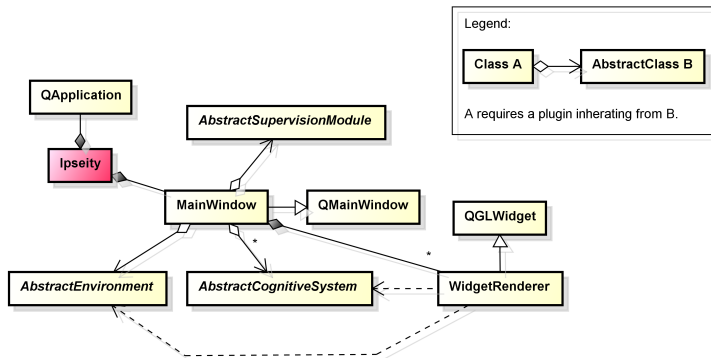 Legend:
Class A
AbstractClass B
A requires a plugin inherating from B.
QApplication
AbstractSupervisionModule
Ipseity
MainWindow
QMainWindow
QGLWidget
*
*
AbstractEnvironment
AbstractCognitiveSystem
WidgetRenderer